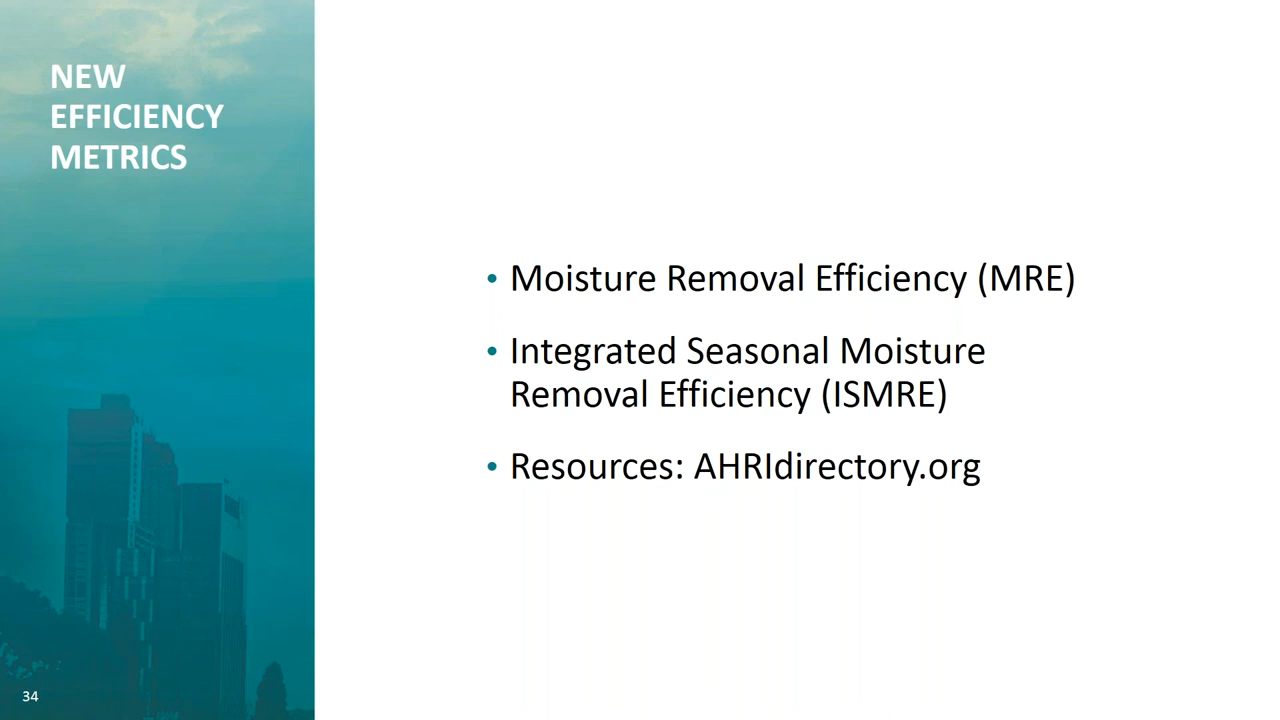 NEW
EFFICIENCY
METRICS
• Moisture Removal Efficiency (MRE)
• Integrated Seasonal Moisture
Removal Efficiency (ISMRE)
• Resources: AHRIdirectory.org
34